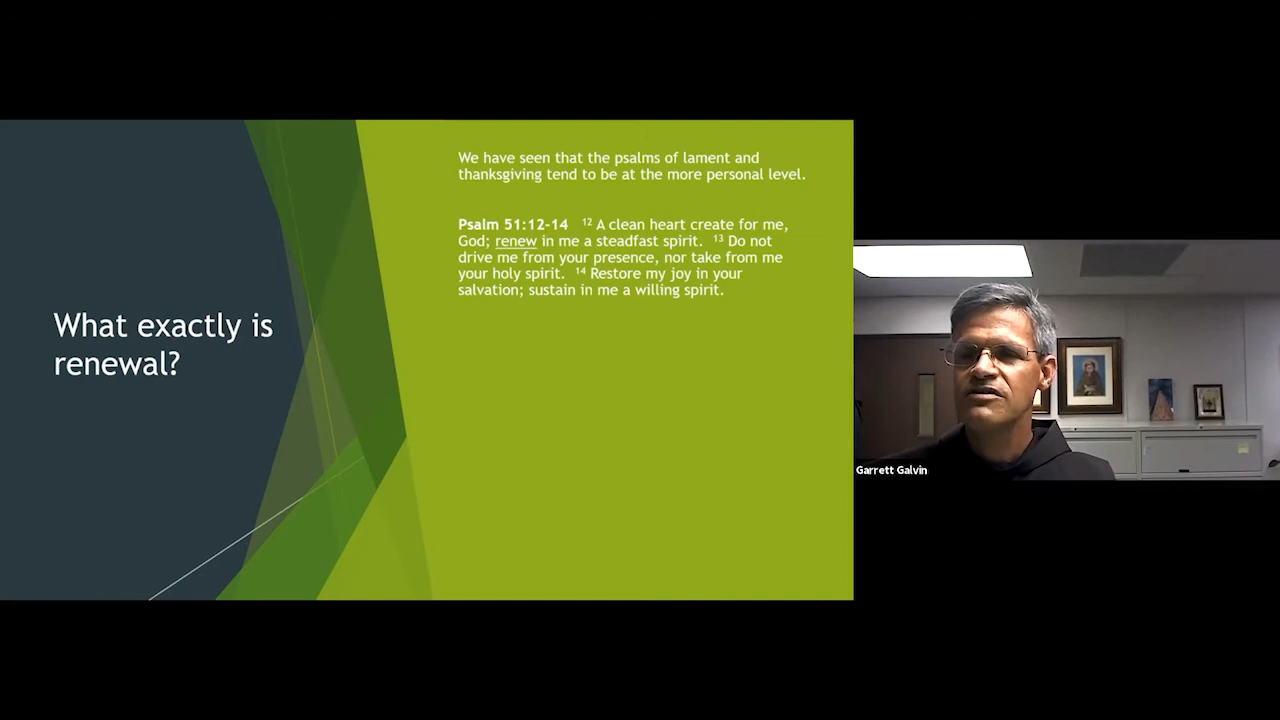 What exactly is
renewal?
We have seen that the psalms of lament and
thanksgiving tend to be at the more personal level.
Psalm 51:12-14 ¹² A clean heart create for me,
God; renew in me a steadfast spirit. ¹³ Do not
drive me from your presence, nor take from me
your holy spirit. ¹⁴ Restore my joy in your
salvation; sustain in me a willing spirit.
Garrett Galvin